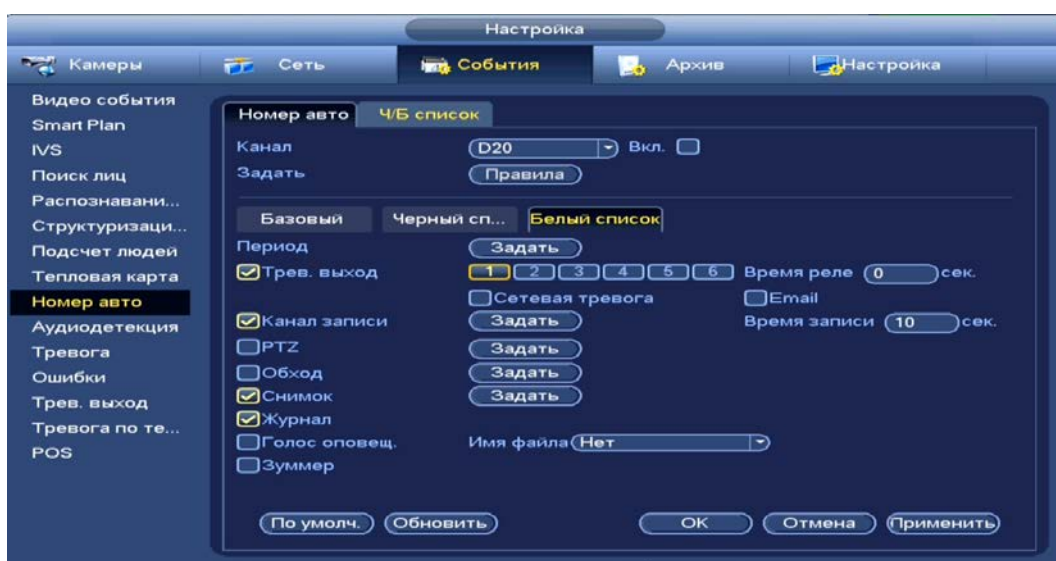 Настройка
Камеры Сеть События Архив Настройка
Видео события
Smart Plan
IVS
Поиск лиц
Распознавани...
Структуризаци...
Подсчет людей
Тепловая карта
Номер авто
Аудиодетекция
Тревога
Ошибки
Трев. выход
Тревога по те...
POS
Номер авто Ч/Б список
Канал D20 Вкл.
Задать Правила
Базовый Черный сп... Белый список
Период Задать
Трев. выход 1 2 3 4 5 6 Время реле 0 сек.
Сетевая тревога Email
Канал записи Задать Время записи 10 сек.
PTZ Задать
Обход Задать
Снимок Задать
Журнал
Голос оповещ. Имя файла Нет
Зуммер
По умолч. Обновить OK Отмена Применить